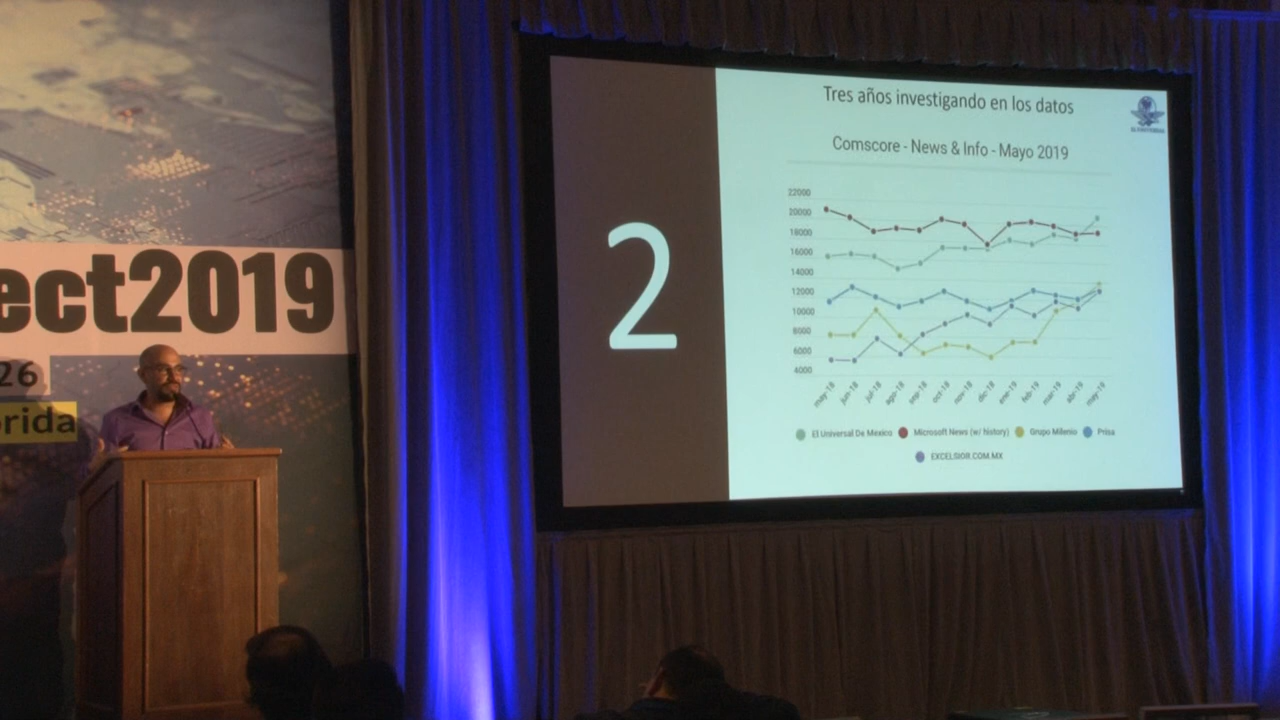 ect2019
26
rida
2
Tres años investigando en los datos
EL UNIVERSAL
Comscore - News & Info - Mayo 2019
22000
20000
18000
16000
14000
12000
10000
8000
6000
4000
may-18 jun-18 jul-18 ago-18 sep-18 oct-18 nov-18 dic-18 ene-19 feb-19 mar-19 abr-19 may-19
El Universal De Mexico Microsoft News (w/ history) Grupo Milenio Prisa
EXCELSIOR.COM.MX